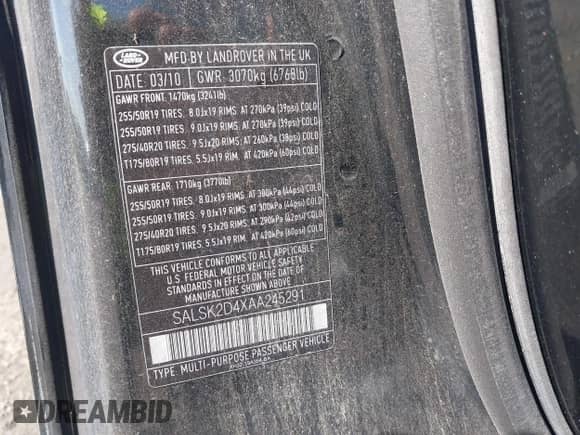 LAND ROVER
MFD·BY LANDROVER IN THE UK
DATE 03/10 GWR· 3070kg (6768lb)
GAWR FRONT: 1470kg (3241lb)
255/50R19 TIRES. 8.0Jx19 RIMS. AT 270kPa (39psi) COLD
255/50R19 TIRES. 9.0Jx19 RIMS. AT 270kPa (39psi) COLD
275/40R20 TIRES. 9.5Jx20 RIMS. AT 260kPa (38psi) COLD
T175/80R19 TIRES. 5.5Jx19 RIM. AT 420kPa (60psi) COLD
GAWR REAR: 1710kg (3770lb)
255/50R19 TIRES. 8.0Jx19 RIMS. AT 300kPa (44psi) COLD
255/50R19 TIRES. 9.0Jx19 RIMS. AT 300kPa (44psi) COLD
275/40R20 TIRES. 9.5Jx20 RIMS. AT 290kPa (42psi) COLD
T175/80R19 TIRES. 5.5Jx19 RIM. AT 420kPa (60psi) COLD
THIS VEHICLE CONFORMS TO ALL APPLICABLE
U.S FEDERAL MOTOR VEHICLE SAFETY
STANDARDS IN EFFECT ON THE DATE OF
MANUFACTURE SHOWN ABOVE
SALSK2D4XAA245291
TYPE: MULTI-PURPOSE PASSENGER VEHICLE
DREAMBID